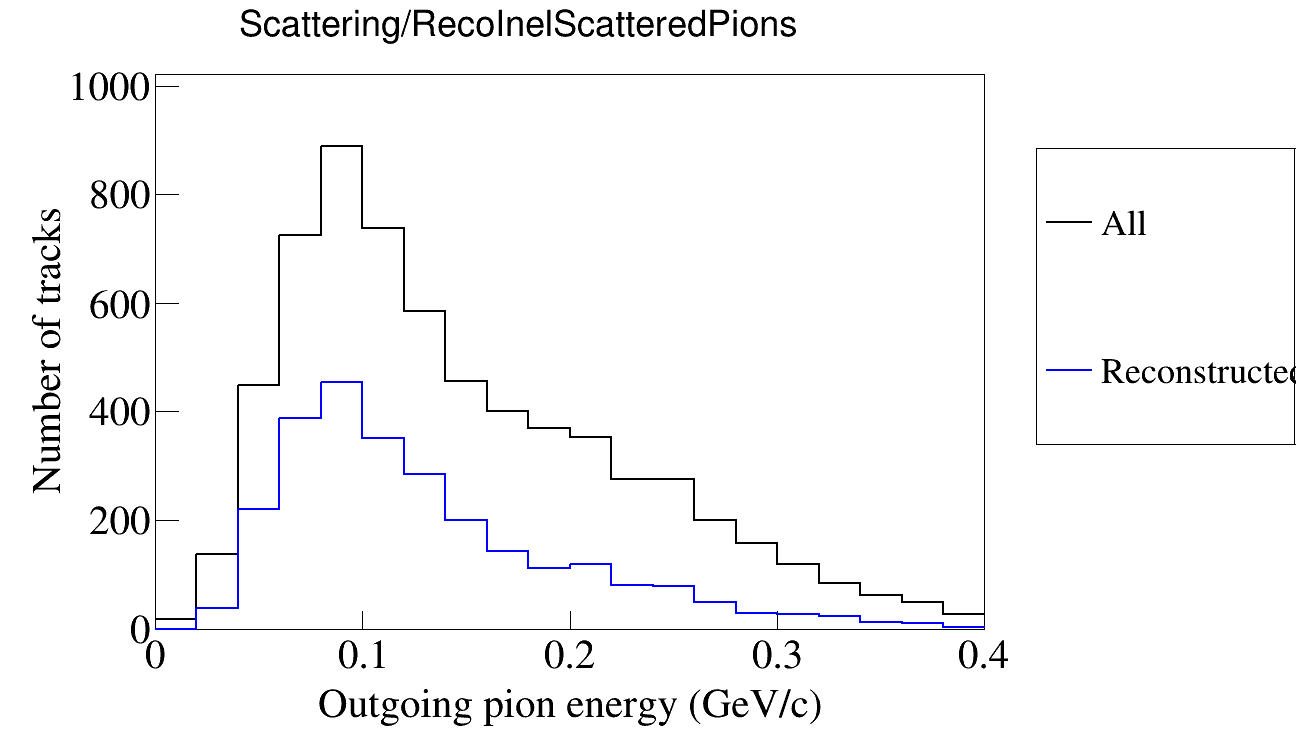 Scattering/RecoInelScatteredPions
1000
800
600
400
200
0
Number of tracks
0 0.1 0.2 0.3 0.4
Outgoing pion energy (GeV/c)
All
Reconstructed